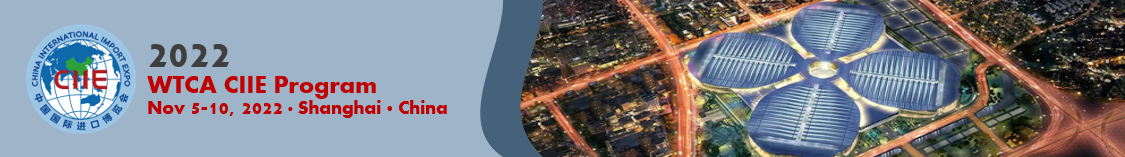 CHINA INTERNATIONAL IMPORT EXPO
CIIE
中国国际进口博览会
2022
WTCA CIIE Program
Nov 5-10, 2022 • Shanghai • China